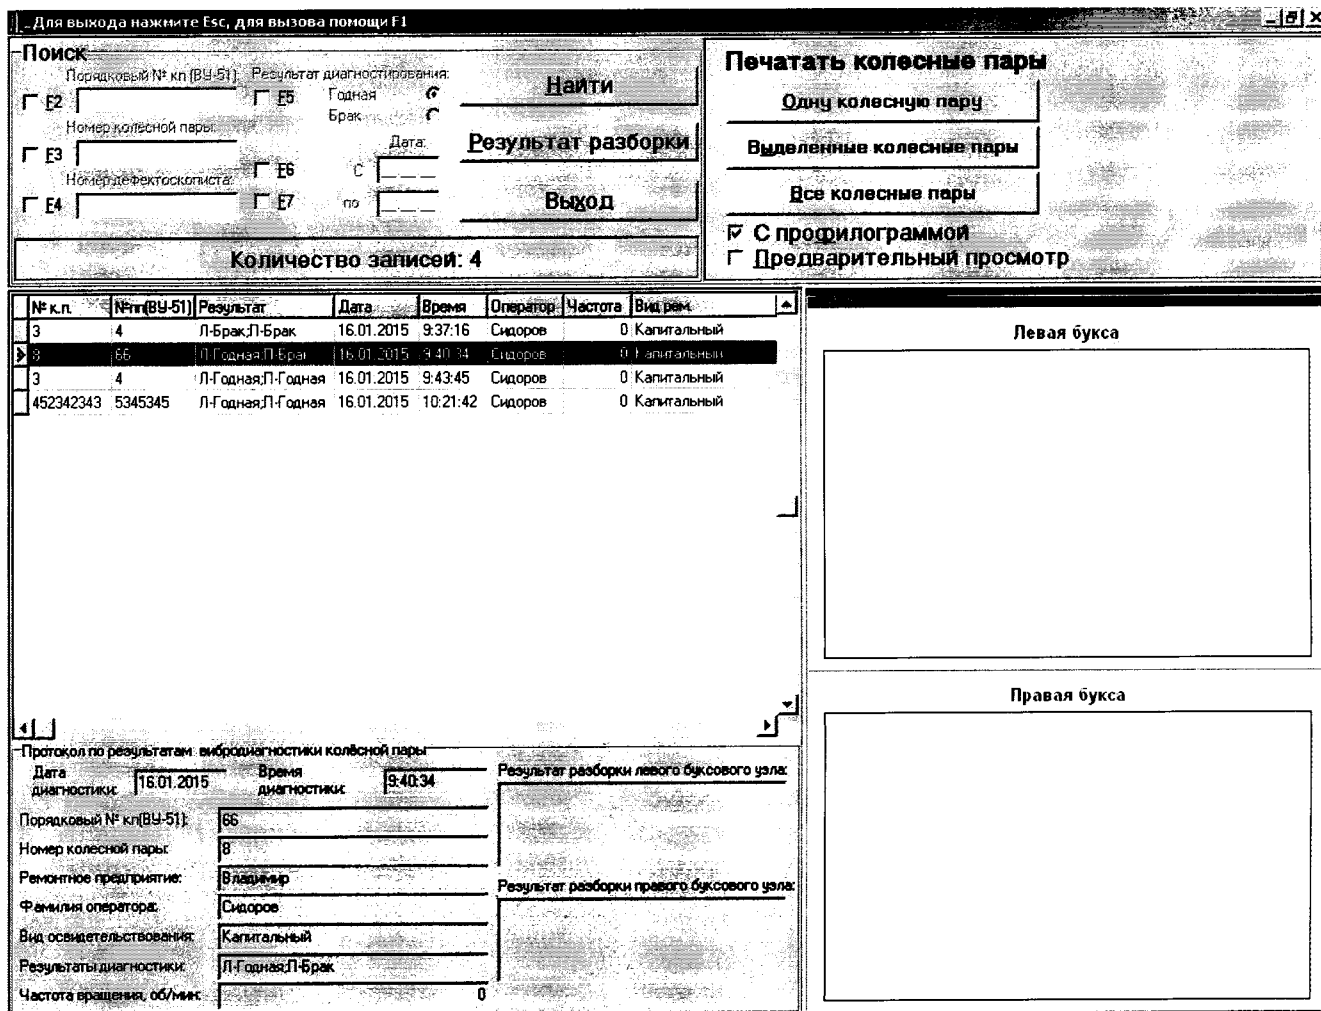 Для выхода нажмите Esc, для вызова помощи F1
Поиск
Порядковый № кп (ВУ-51):
F2
Номер колесной пары:
F3
Номер дефектоскописта:
F4
Результат диагностирования:
F5
Годная
Брак
Дата:
F6
С
F7
по
Найти
Результат разборки
Выход
Количество записей: 4
Печатать колесные пары
Одну колесную пару
Выделенные колесные пары
Все колесные пары
С профилограммой
Предварительный просмотр
№ к.п. №пп(ВУ-51) Результат Дата Время Оператор Частота Вид рем.
3 4 Л-Брак;П-Брак 16.01.2015 9:37:16 Сидоров 0 Капитальный
8 66 Л-Годная;П-Брак 16.01.2015 9:40:34 Сидоров 0 Капитальный
3 4 Л-Годная;П-Годная 16.01.2015 9:43:45 Сидоров 0 Капитальный
452342343 5345345 Л-Годная;П-Годная 16.01.2015 10:21:42 Сидоров 0 Капитальный
Левая букса
Правая букса
Протокол по результатам вибродиагностики колёсной пары
Дата диагностики: 16.01.2015
Время диагностики: 9:40:34
Порядковый № кп(ВУ-51): 66
Номер колесной пары: 8
Ремонтное предприятие: Владимир
Фамилия оператора: Сидоров
Вид освидетельствования: Капитальный
Результаты диагностики: Л-Годная;П-Брак
Частота вращения, об/мин: 0
Результат разборки левого буксового узла:
Результат разборки правого буксового узла: